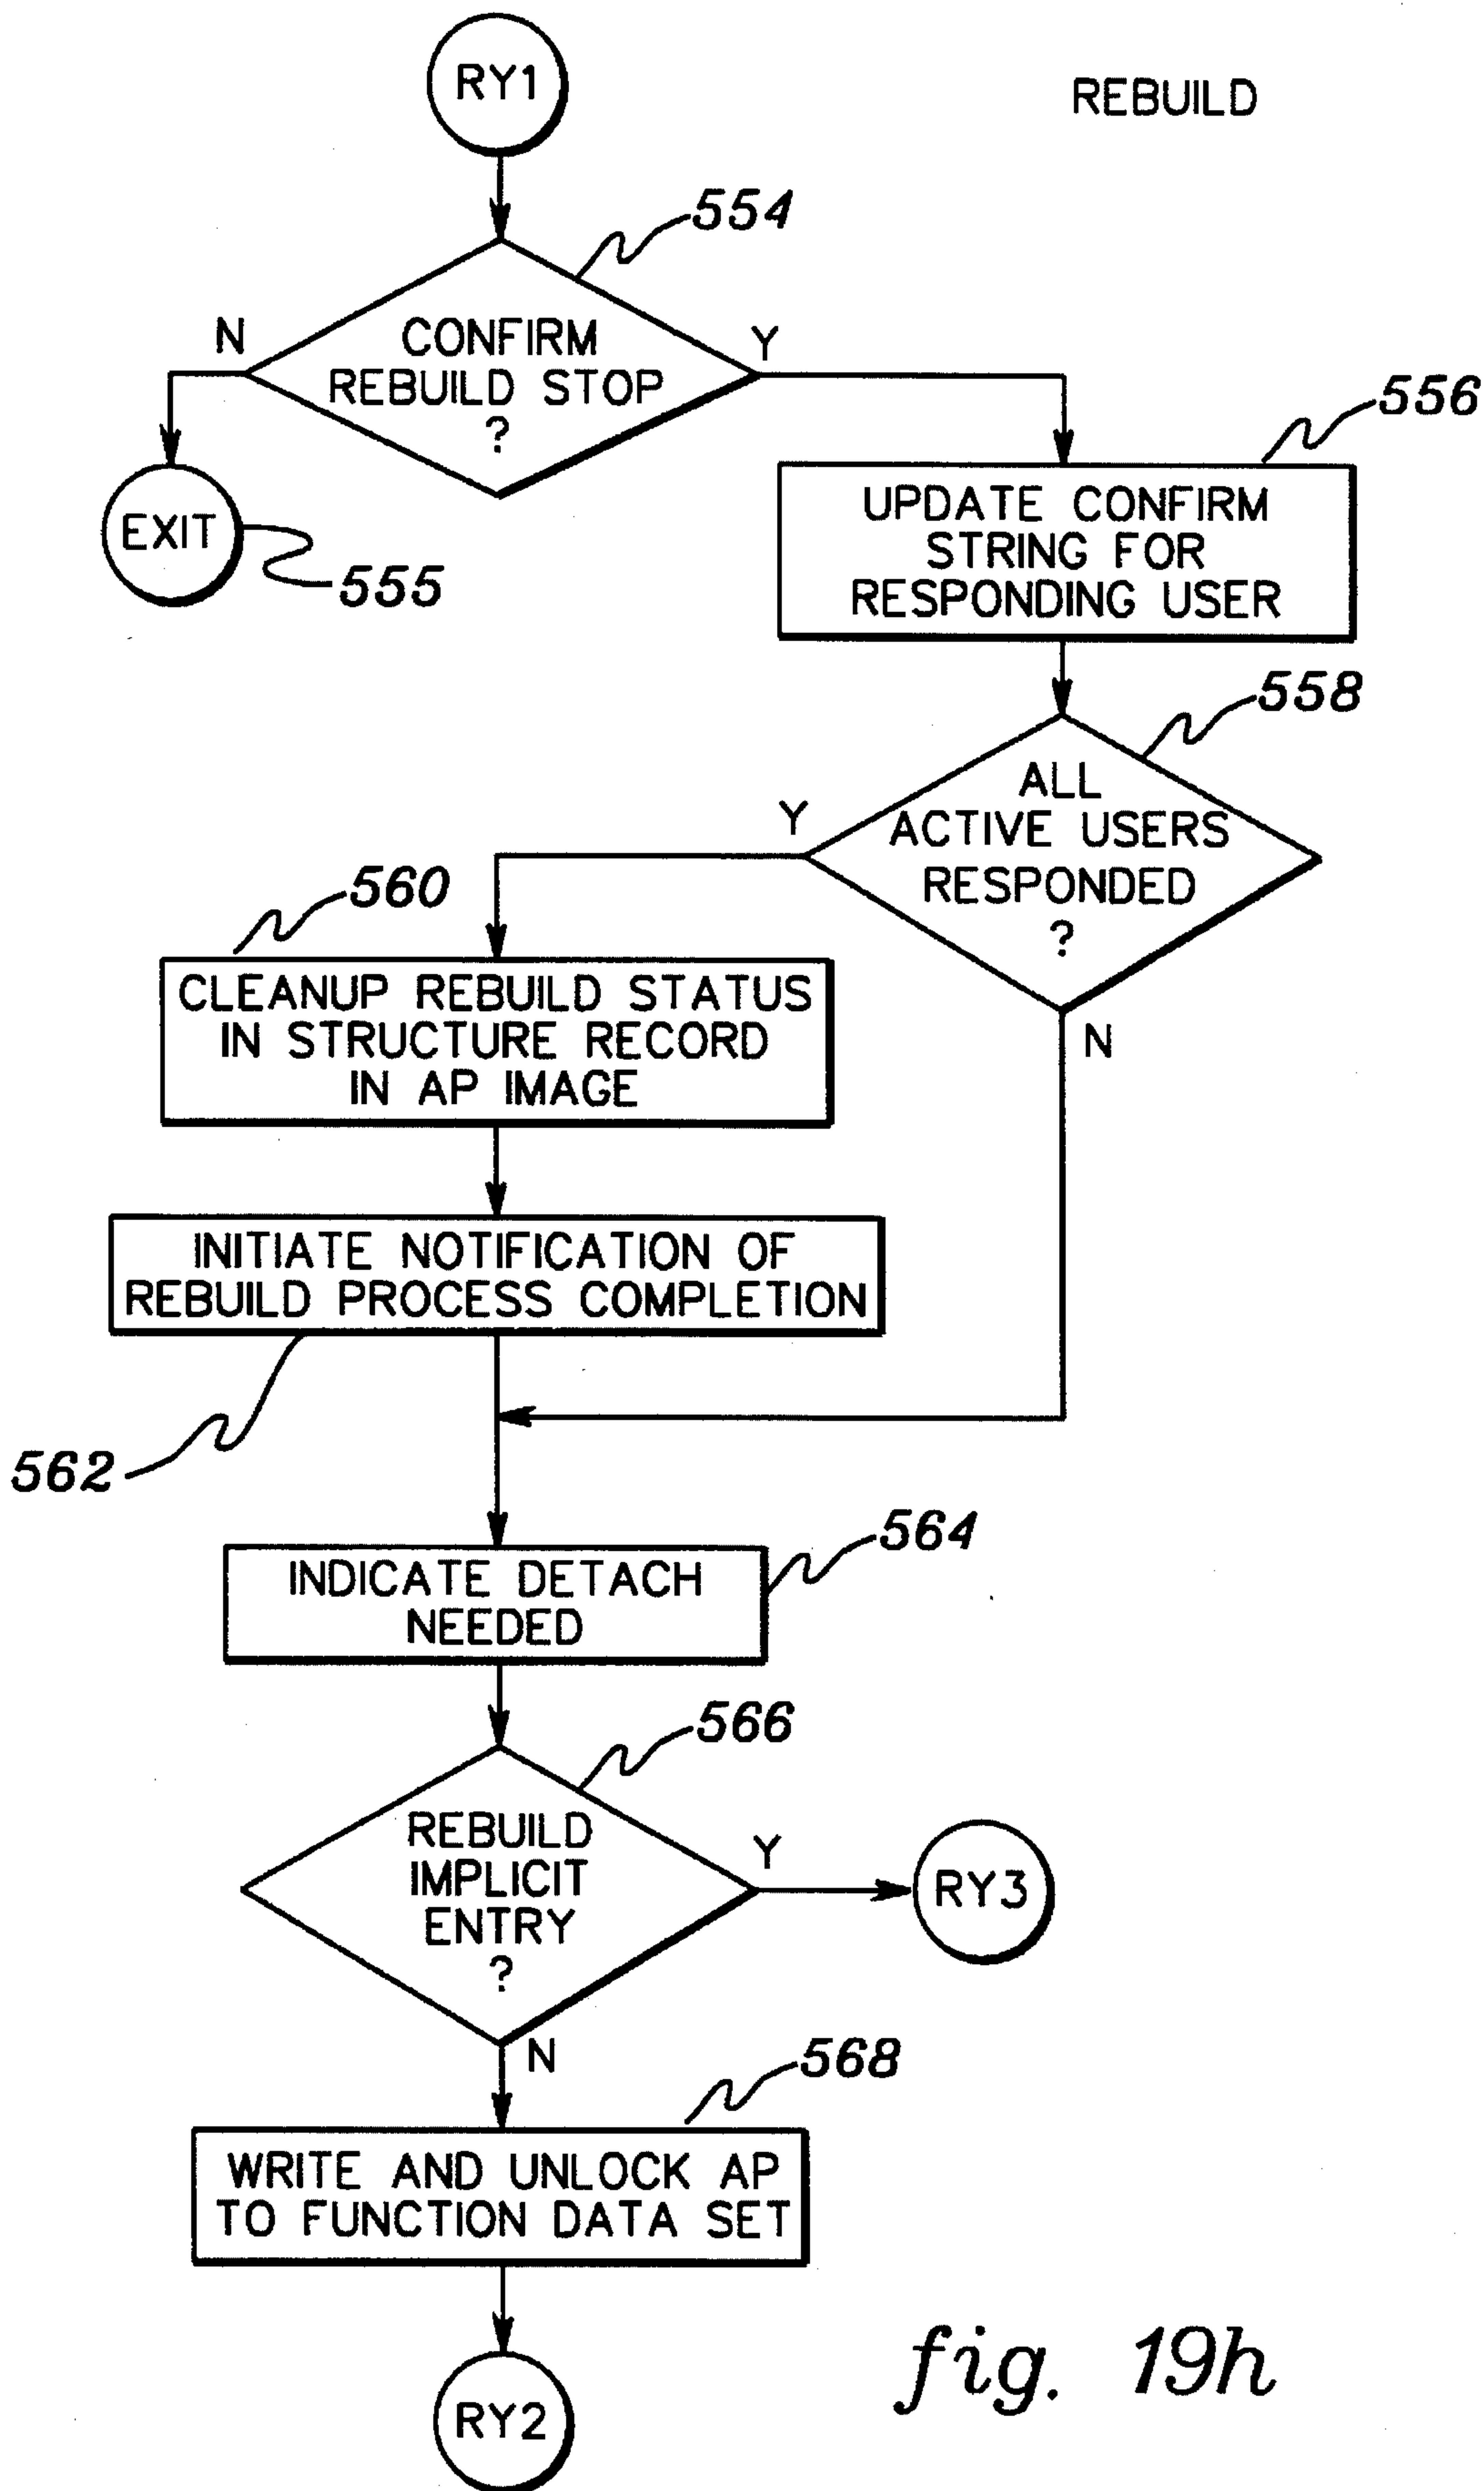 RY1
REBUILD
554
N
CONFIRM
REBUILD STOP
?
Y
556
EXIT
555
UPDATE CONFIRM
STRING FOR
RESPONDING USER
558
ALL
ACTIVE USERS
RESPONDED
?
Y
N
560
CLEANUP REBUILD STATUS
IN STRUCTURE RECORD
IN AP IMAGE
INITIATE NOTIFICATION OF
REBUILD PROCESS COMPLETION
562
564
INDICATE DETACH
NEEDED
566
REBUILD
IMPLICIT
ENTRY
?
Y
RY3
N
568
WRITE AND UNLOCK AP
TO FUNCTION DATA SET
RY2
fig. 19h